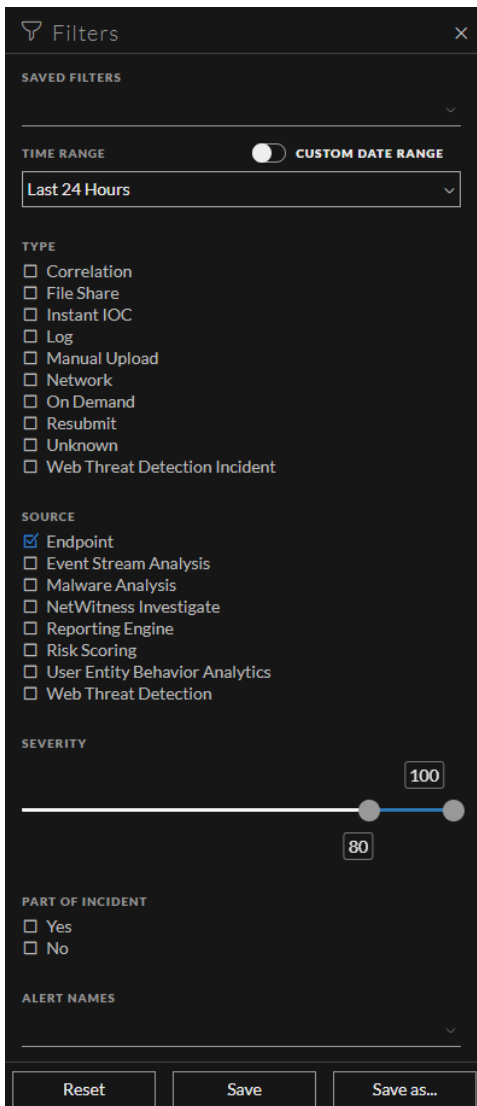 Filters
SAVED FILTERS
TIME RANGE CUSTOM DATE RANGE
Last 24 Hours
TYPE
Correlation
File Share
Instant IOC
Log
Manual Upload
Network
On Demand
Resubmit
Unknown
Web Threat Detection Incident
SOURCE
Endpoint
Event Stream Analysis
Malware Analysis
NetWitness Investigate
Reporting Engine
Risk Scoring
User Entity Behavior Analytics
Web Threat Detection
SEVERITY
100
80
PART OF INCIDENT
Yes
No
ALERT NAMES
Reset Save Save as...